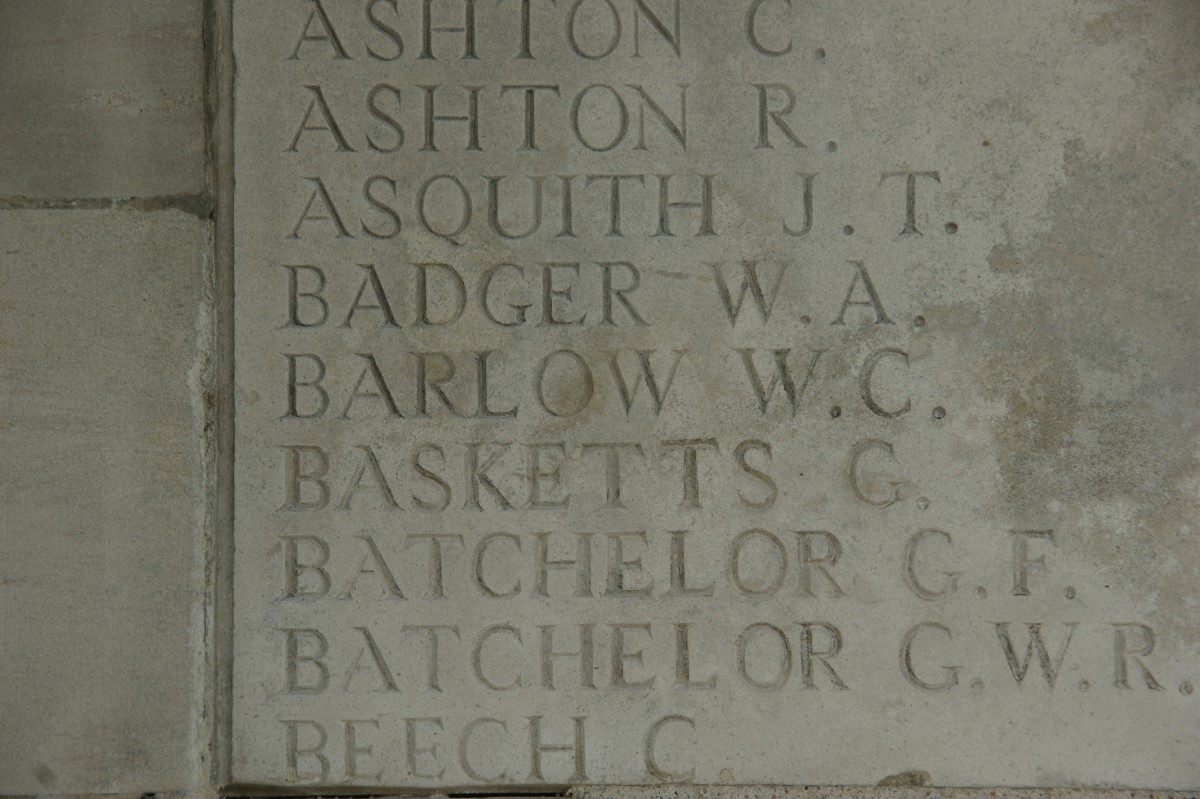 ASHTON C.
ASHTON R.
ASQUITH J. T.
BADGER W. A.
BARLOW W. C.
BASKETTS G.
BATCHELOR G. F.
BATCHELOR G. W. R.
BEECH C.